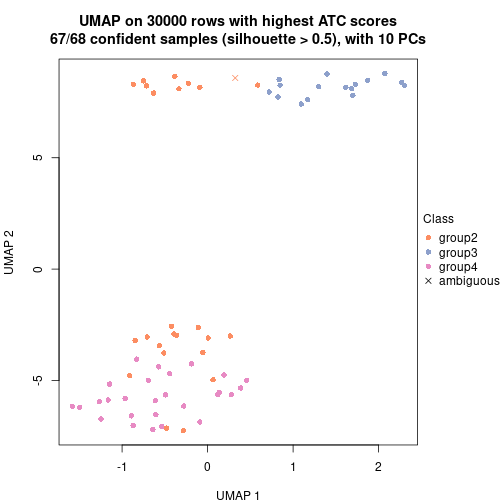 UMAP on 30000 rows with highest ATC scores
67/68 confident samples (silhouette > 0.5), with 10 PCs
5
0
-5
UMAP 2
-1
0
1
2
UMAP 1
Class
group2
group3
group4
ambiguous